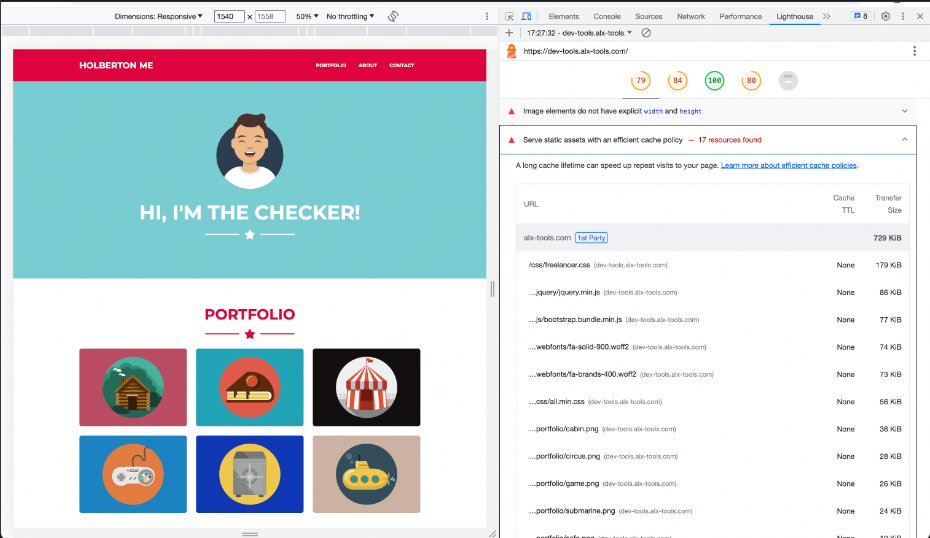 Dimensions: Responsive ▼ 1540 × 1558 50% ▼ No throttling ▼
Elements Console Sources Network Performance Lighthouse 8
17:27:32 - dev-tools.alx-tools. ▼
https://dev-tools.alx-tools.com/
79 84 100 80
HOLBERTON ME
PORTFOLIO ABOUT CONTACT
HI, I'M THE CHECKER!
PORTFOLIO
Image elements do not have explicit width and height
Serve static assets with an efficient cache policy — 17 resources found
A long cache lifetime can speed up repeat visits to your page. Learn more about efficient cache policies.
URL Cache TTL Transfer Size
alx-tools.com 1st Party 729 KiB
/css/freelancer.css (dev-tools.alx-tools.com) None 179 KiB
…jquery/jquery.min.js (dev-tools.alx-tools.com) None 86 KiB
…js/bootstrap.bundle.min.js (dev-tools.alx-tools.com) None 77 KiB
…webfonts/fa-solid-900.woff2 (dev-tools.alx-tools.com) None 74 KiB
…webfonts/fa-brands-400.woff2 (dev-tools.alx-tools.com) None 73 KiB
…css/all.min.css (dev-tools.alx-tools.com) None 56 KiB
…portfolio/cabin.png (dev-tools.alx-tools.com) None 36 KiB
…portfolio/circus.png (dev-tools.alx-tools.com) None 28 KiB
…portfolio/game.png (dev-tools.alx-tools.com) None 26 KiB
…portfolio/submarine.png (dev-tools.alx-tools.com) None 24 KiB